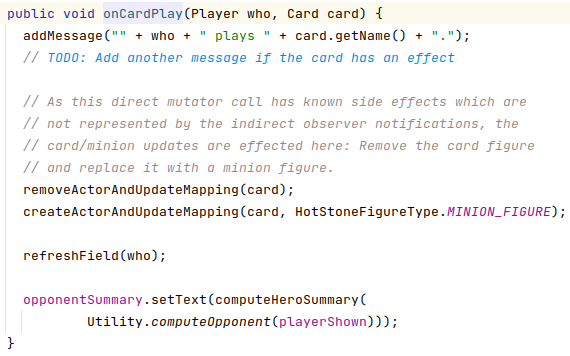 public void onCardPlay(Player who, Card card) {
addMessage("" + who + " plays " + card.getName() + ".");
// TODO: Add another message if the card has an effect
// As this direct mutator call has known side effects which are
// not represented by the indirect observer notifications, the
// card/minion updates are effected here: Remove the card figure
// and replace it with a minion figure.
removeActorAndUpdateMapping(card);
createActorAndUpdateMapping(card, HotStoneFigureType.MINION_FIGURE);
refreshField(who);
opponentSummary.setText(computeHeroSummary(
Utility.computeOpponent(playerShown)));
}